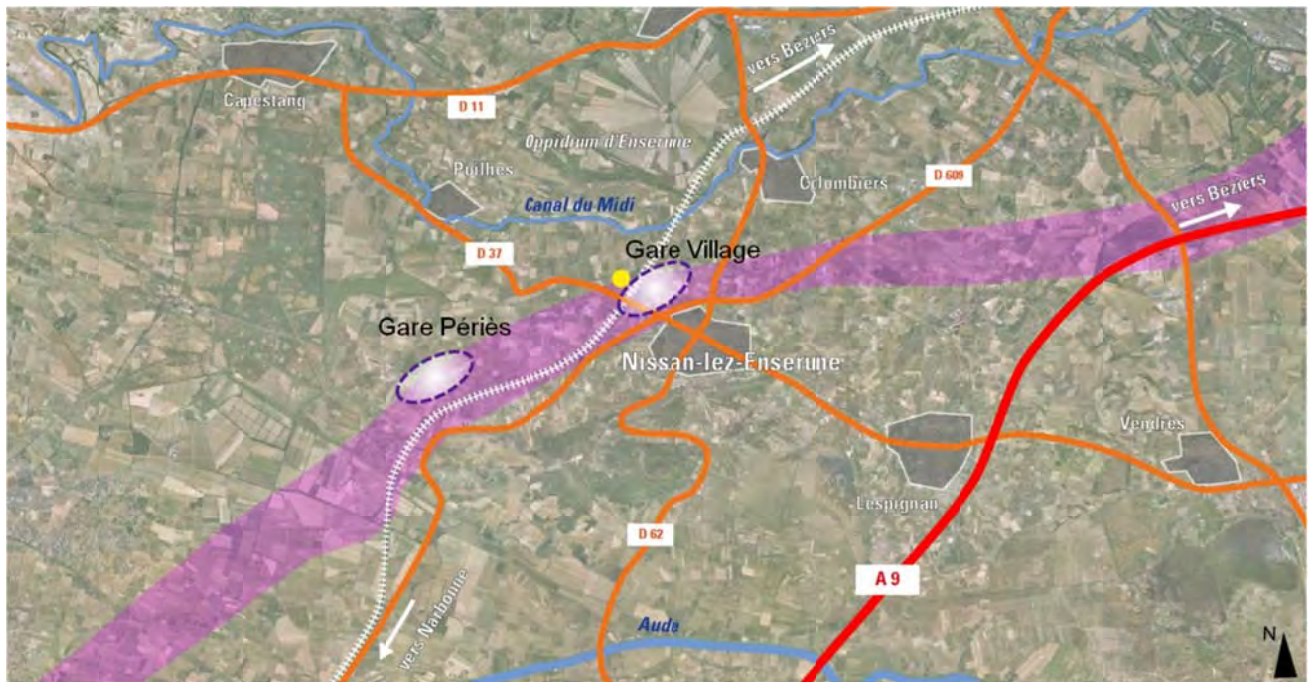 vers Beziers
Capestang
D 11
Oppidium d'Enserune
Poilhes
Colombiers
D 609
Canal du Midi
vers Beziers
D 37
Gare Village
Gare Périès
Nissan-lez-Enserune
Vendres
Lespignan
D 62
A 9
vers Narbonne
Aude
N